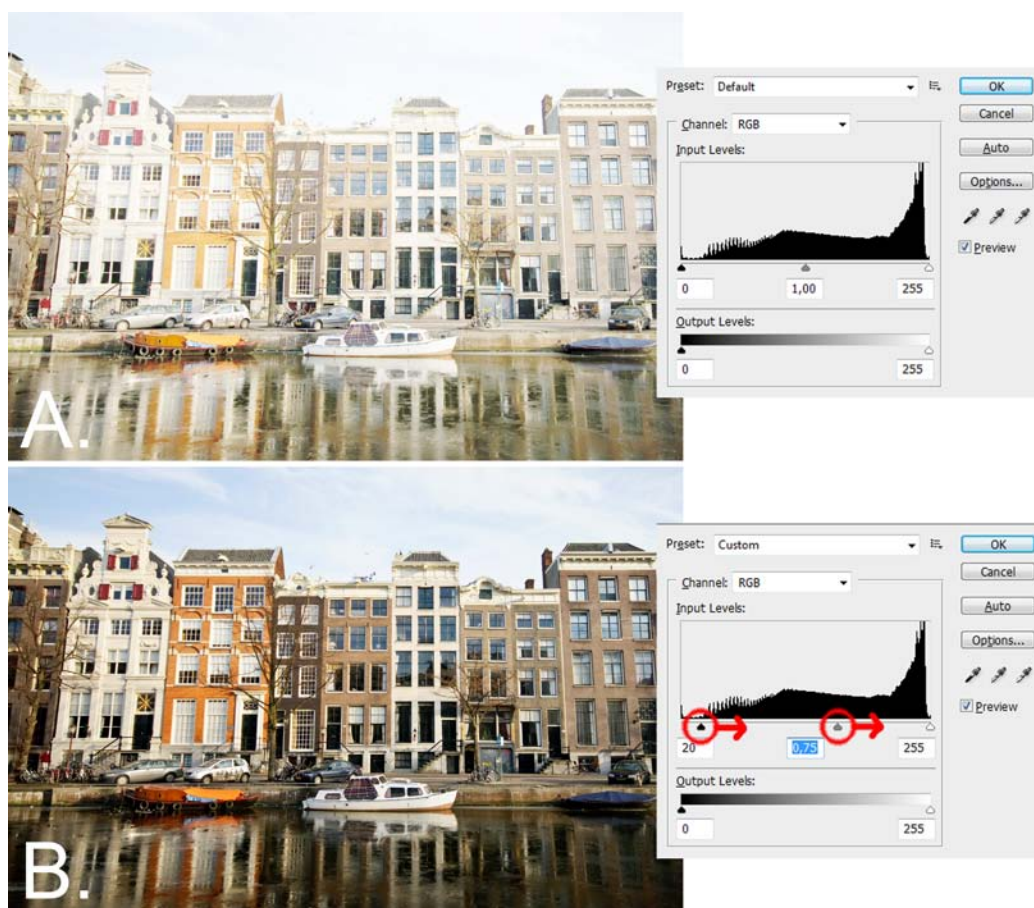 Preset: Default
OK
Cancel
Channel: RGB
Auto
Input Levels:
Options...
Preview
0 1,00 255
Output Levels:
0 255
A.
Preset: Custom
OK
Cancel
Channel: RGB
Auto
Input Levels:
Options...
Preview
20 0,75 255
Output Levels:
0 255
B.